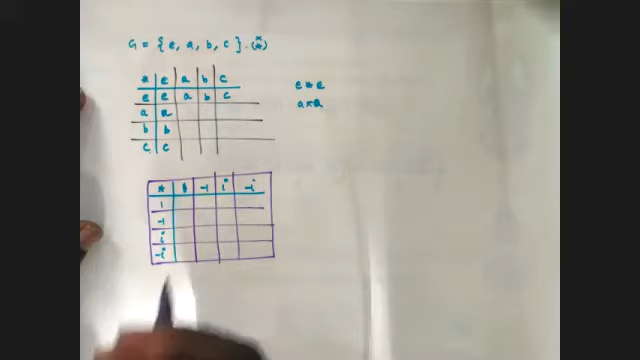 G = { e, a, b, c } . (*)
* e a b c
e e a b c
a a
b b
c c
e * e
a * a
* 1 -1 i -i
1
-1
i
-i